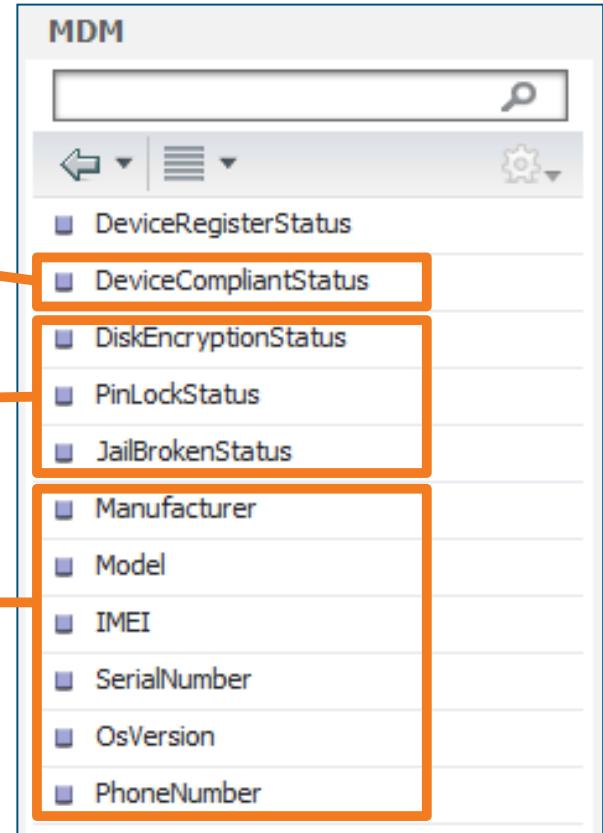 MDM
DeviceRegisterStatus
DeviceCompliantStatus
DiskEncryptionStatus
PinLockStatus
JailBrokenStatus
Manufacturer
Model
IMEI
SerialNumber
OsVersion
PhoneNumber